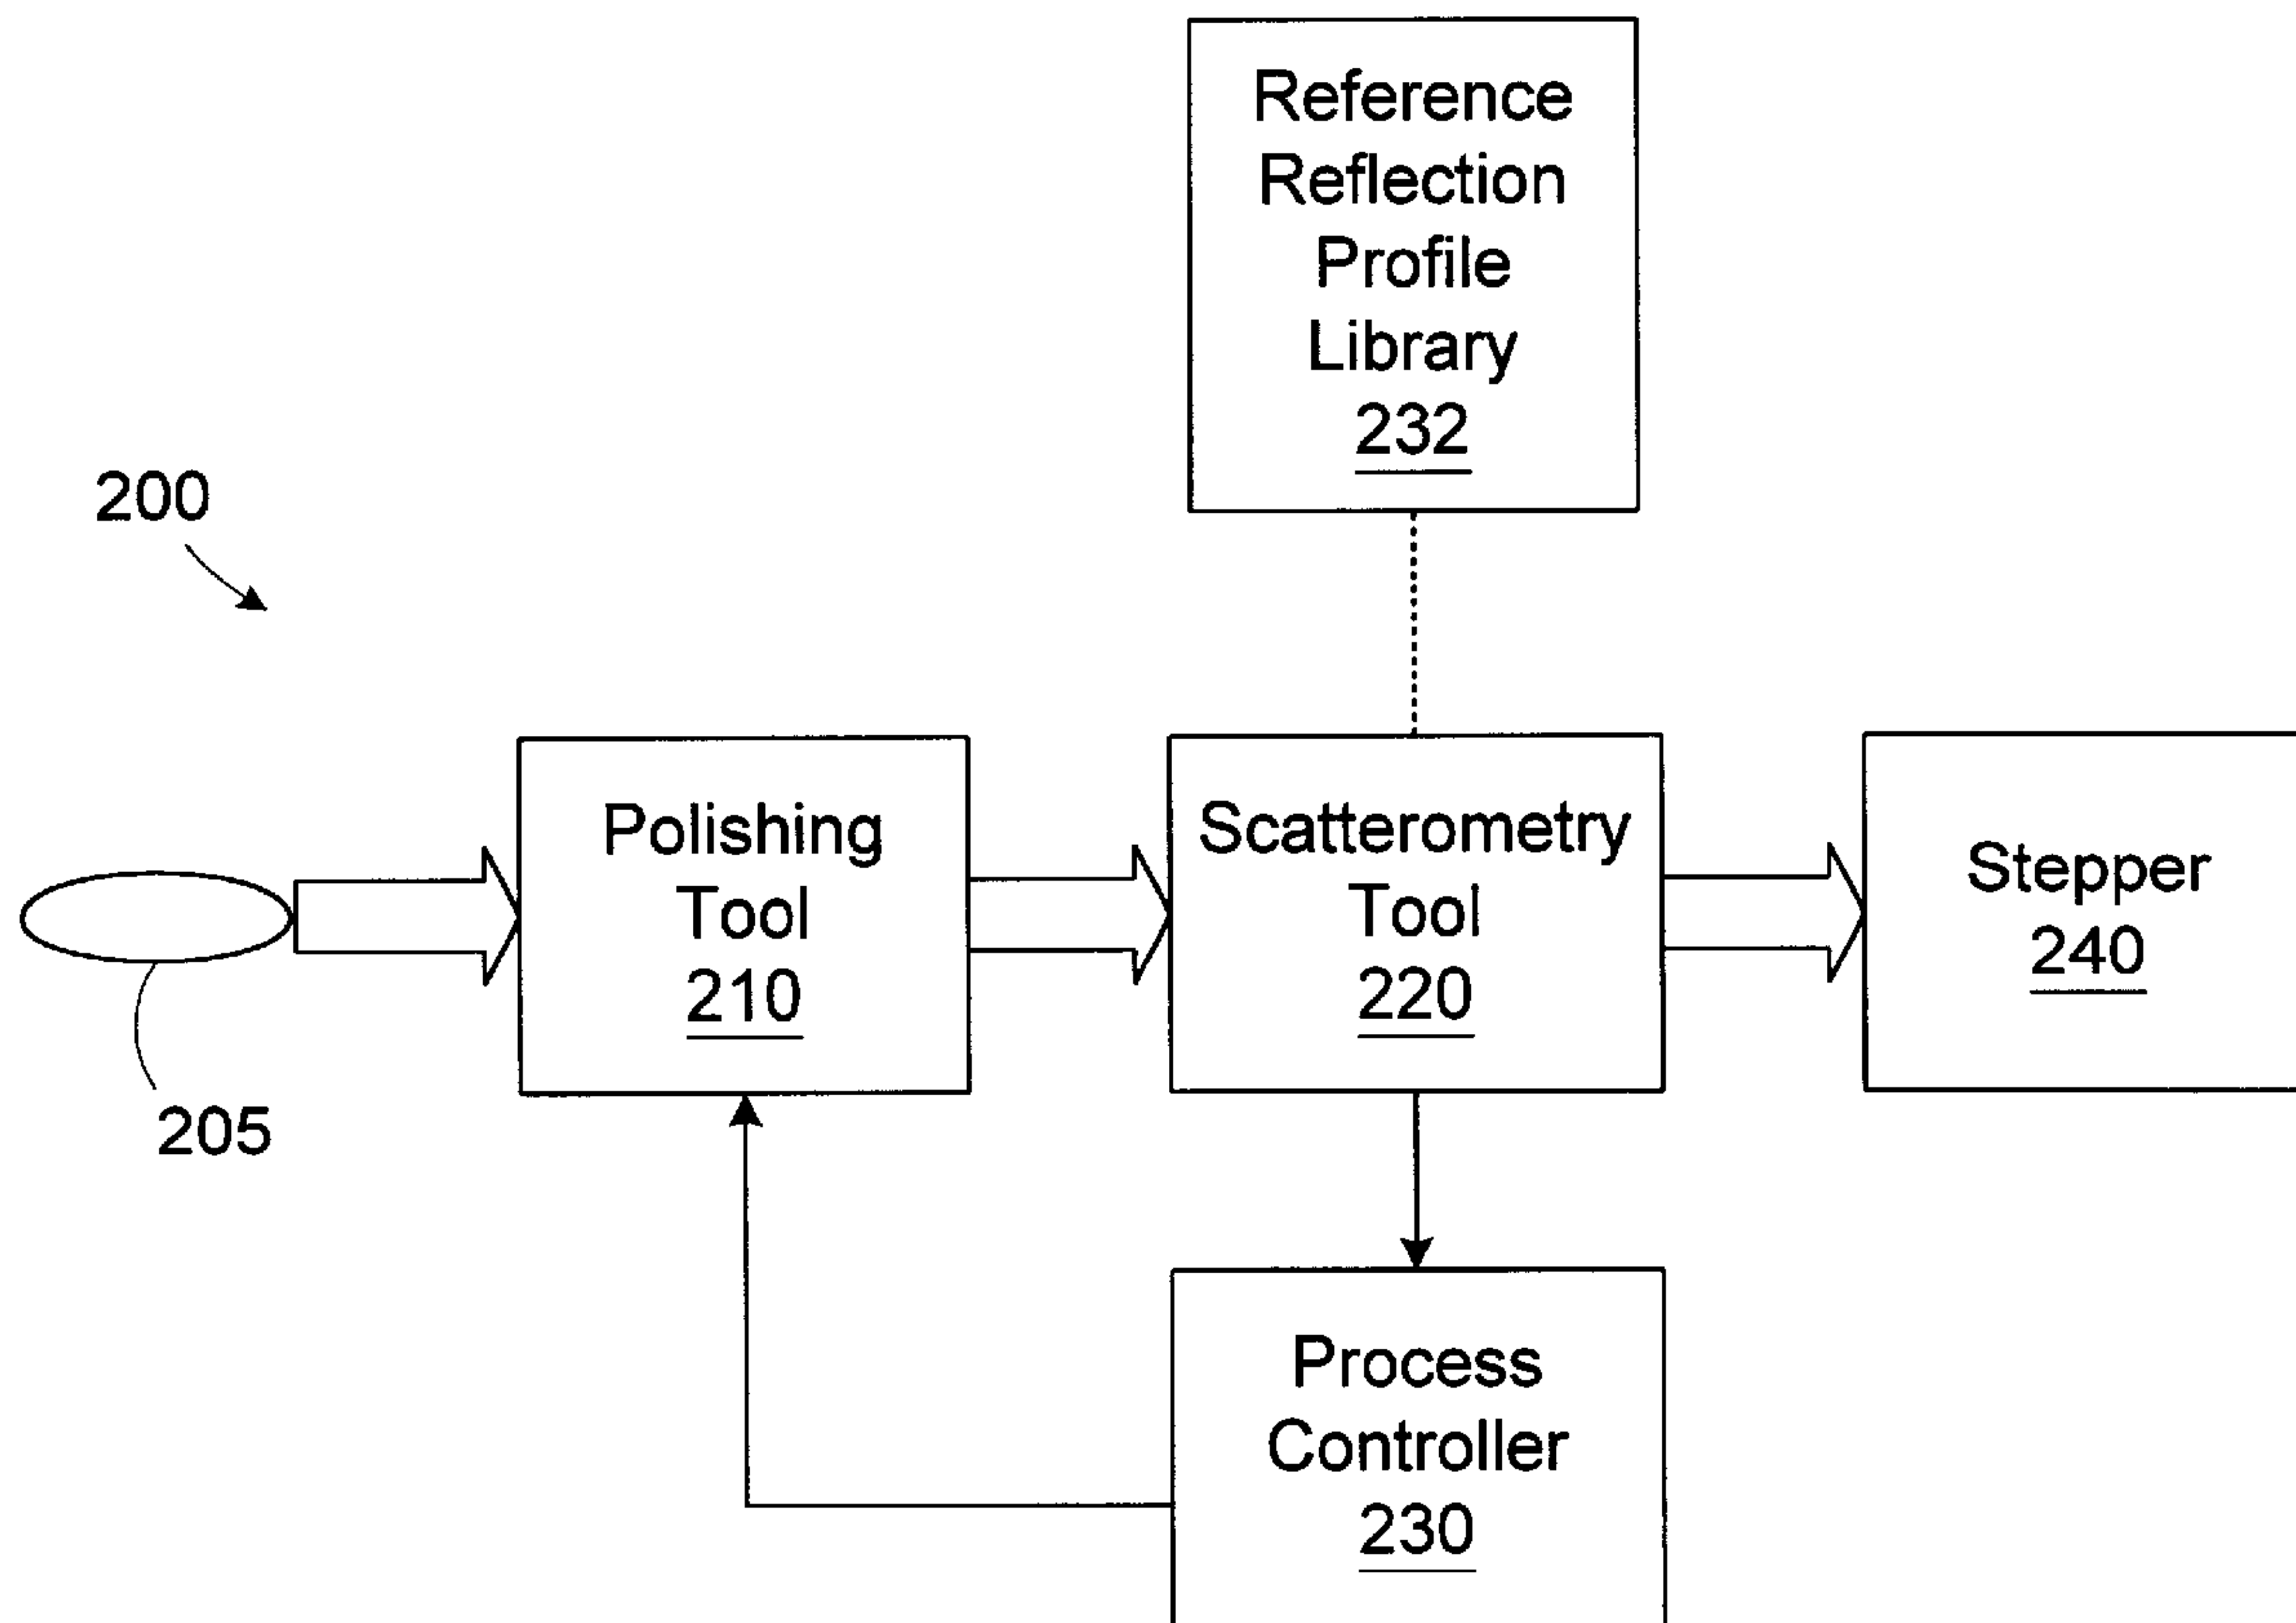 Reference
Reflection
Profile
Library
232
200
Polishing
Tool
210
Scatterometry
Tool
220
Stepper
240
205
Process
Controller
230